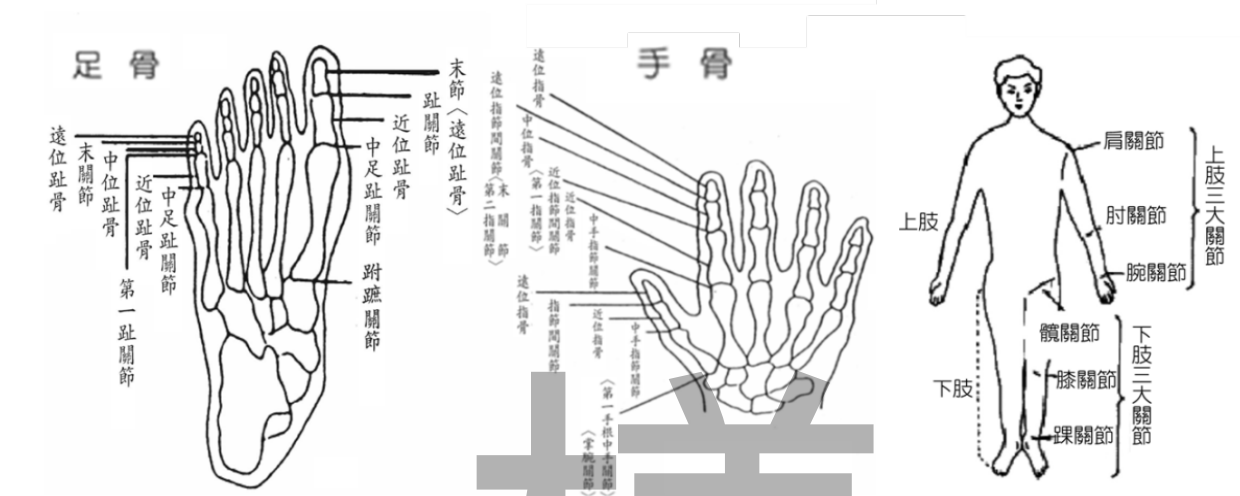 足骨
遠位趾骨
末關節
中位趾骨
近位趾骨
中足趾關節
第一趾關節
末節〈遠位趾骨〉
趾關節
近位趾骨
中足趾關節
跗蹠關節
手骨
遠位指骨
遠位指節間關節〈末關節〉〈第二指關節〉
中位指骨
近位指節間關節〈第一指關節〉
近位指骨
中手指節關節
遠位指骨
指節間關節
近位指骨
中手指節關節
〈第一手根中手關節〉
〈掌腕關節〉
上肢
肩關節
肘關節
腕關節
上肢三大關節
下肢
髖關節
膝關節
踝關節
下肢三大關節